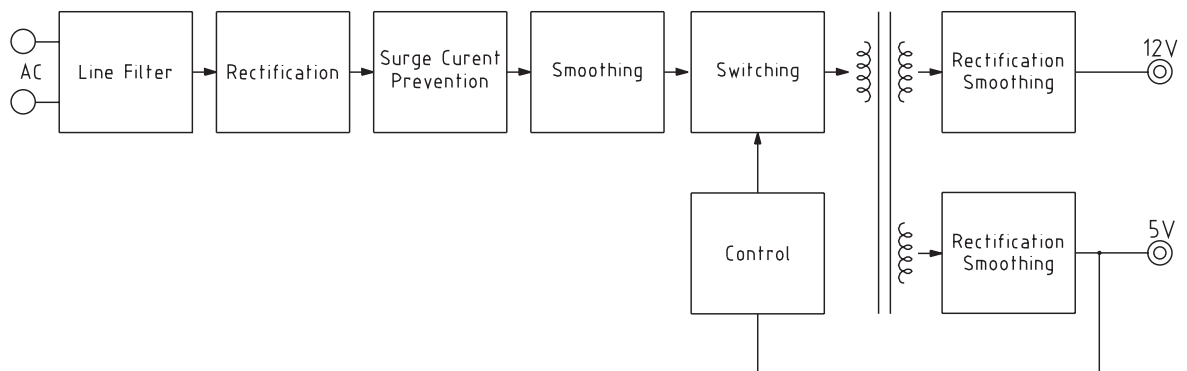 AC
Line Filter
Rectification
Surge Curent
Prevention
Smoothing
Switching
Rectification
Smoothing
12V
Control
Rectification
Smoothing
5V